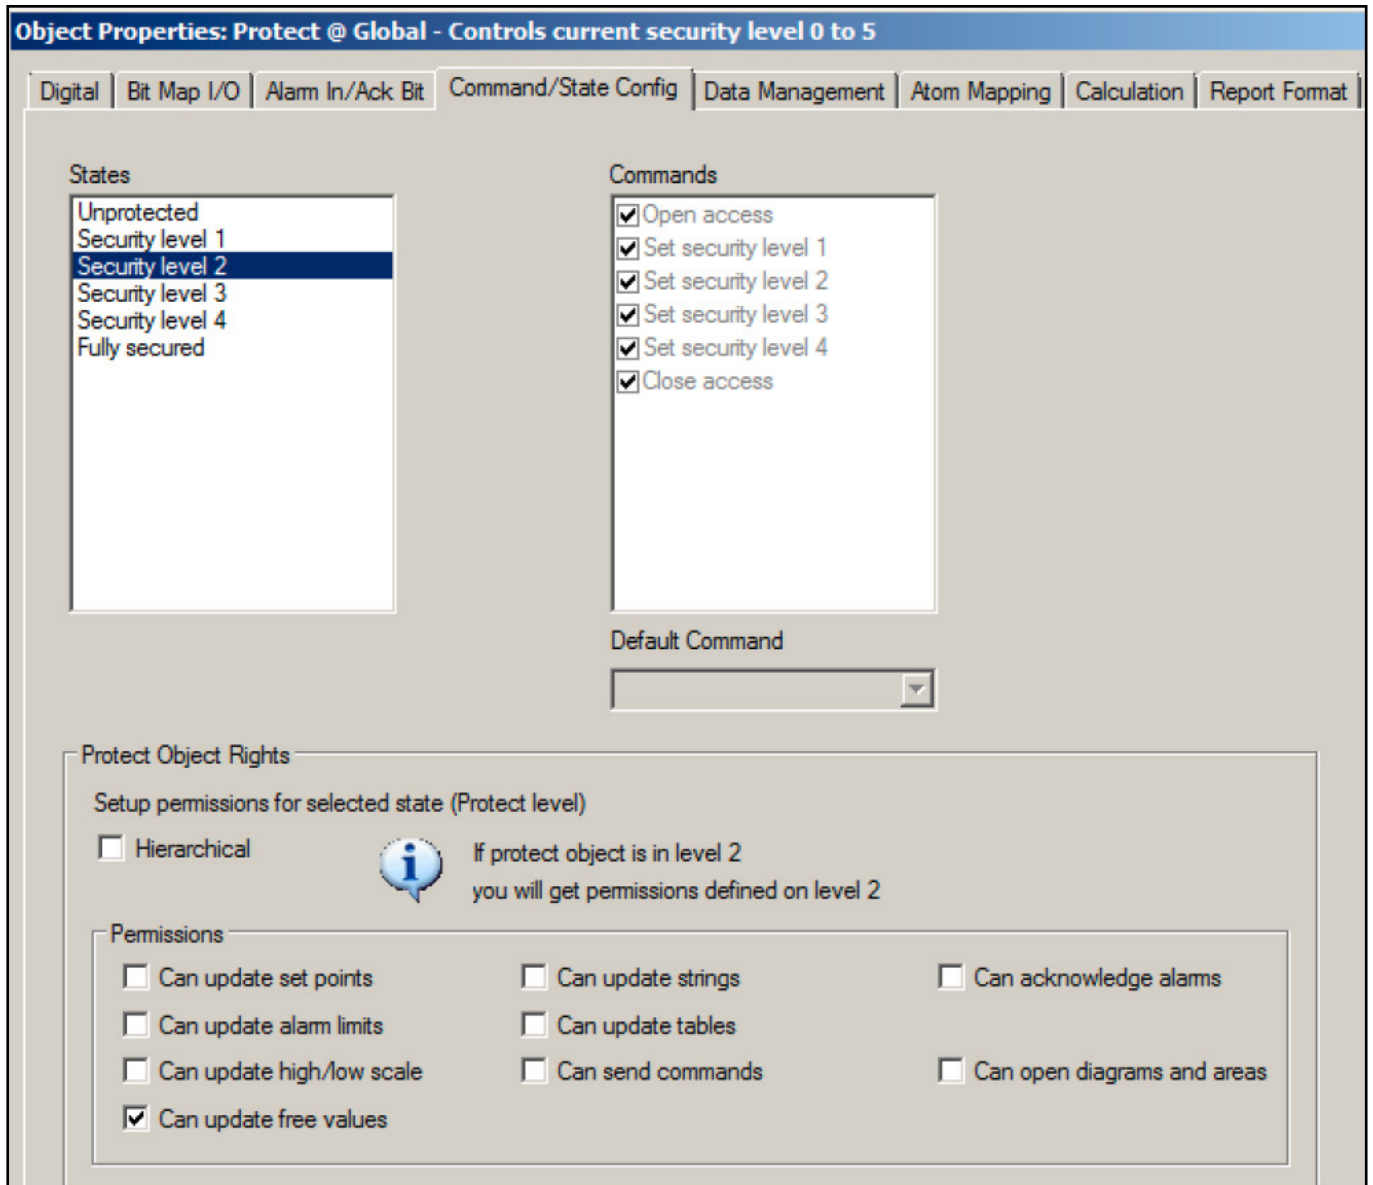 Object Properties: Protect @ Global - Controls current security level 0 to 5
Digital
Bit Map I/O
Alarm In/Ack Bit
Command/State Config
Data Management
Atom Mapping
Calculation
Report Format
States
Unprotected
Security level 1
Security level 2
Security level 3
Security level 4
Fully secured
Commands
Open access
Set security level 1
Set security level 2
Set security level 3
Set security level 4
Close access
Default Command
Protect Object Rights
Setup permissions for selected state (Protect level)
Hierarchical
If protect object is in level 2
you will get permissions defined on level 2
Permissions
Can update set points
Can update strings
Can acknowledge alarms
Can update alarm limits
Can update tables
Can update high/low scale
Can send commands
Can open diagrams and areas
Can update free values